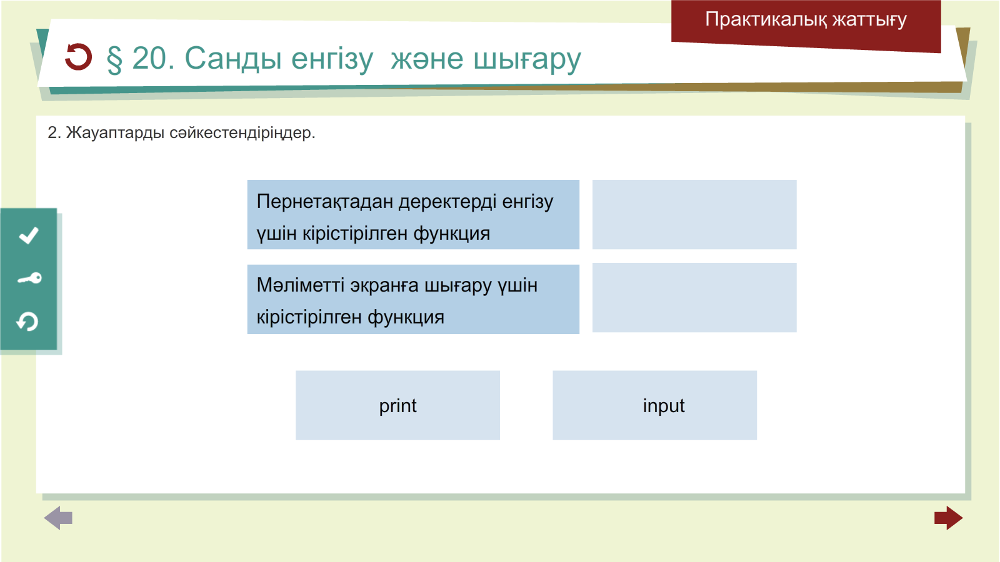 Практикалық жаттығу
§ 20. Санды енгізу  және шығару
2. Жауаптарды сәйкестендіріңдер.
Пернетақтадан деректерді енгізу
үшін кірістірілген функция
Мәліметті экранға шығару үшін
кірістірілген функция
print
input